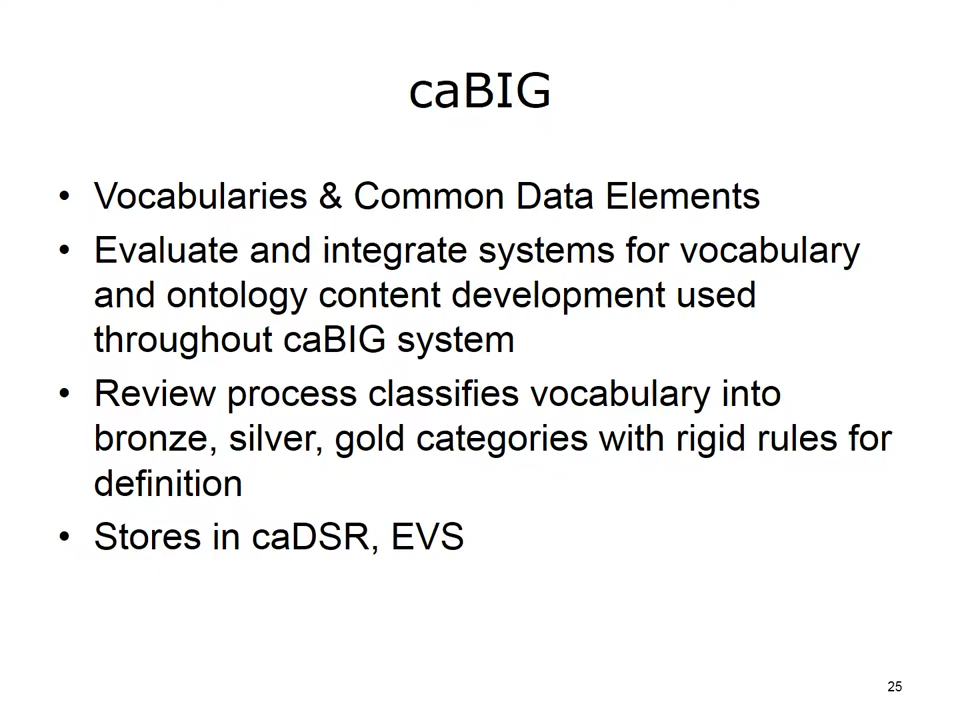 caBIG
• Vocabularies & Common Data Elements
• Evaluate and integrate systems for vocabulary
and ontology content development used
throughout caBIG system
• Review process classifies vocabulary into
bronze, silver, gold categories with rigid rules for
definition
• Stores in caDSR, EVS
25